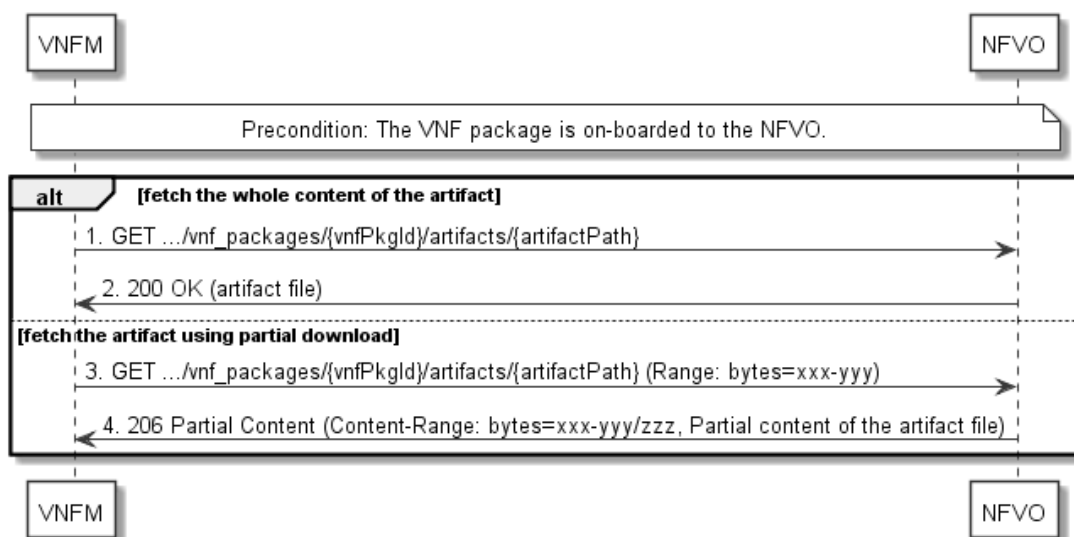 VNFM
NFVO
Precondition: The VNF package is on-boarded to the NFVO.
alt
[fetch the whole content of the artifact]
1. GET .../vnf_packages/{vnfPkgId}/artifacts/{artifactPath}
2. 200 OK (artifact file)
[fetch the artifact using partial download]
3. GET .../vnf_packages/{vnfPkgId}/artifacts/{artifactPath} (Range: bytes=xxx-yyy)
4. 206 Partial Content (Content-Range: bytes=xxx-yyy/zzz, Partial content of the artifact file)
VNFM
NFVO